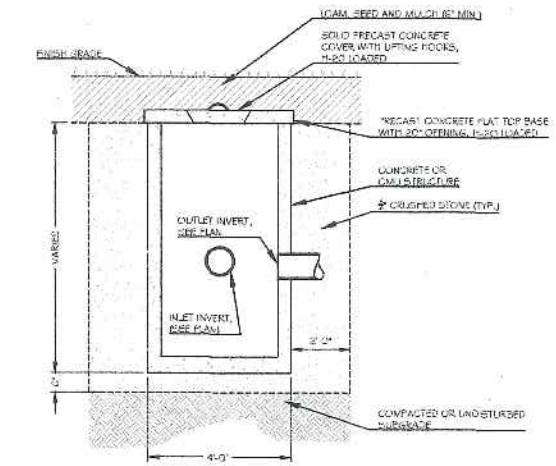 LOAM, SEED AND MULCH (6" MIN.)
SOLID PRECAST CONCRETE
COVER WITH LIFTING HOOKS,
H-20 LOADED
FINISH GRADE
PRECAST CONCRETE FLAT TOP BASE
WITH 20" OPENING, H-20 LOADED
CONCRETE OR
CMU STRUCTURE
CRUSHED STONE (TYP.)
OUTLET INVERT,
(SEE PLAN)
VARIES
INLET INVERT,
(SEE PLAN)
2'-0"
6"
COMPACTED OR UNDISTURBED
SUBGRADE
4'-0"